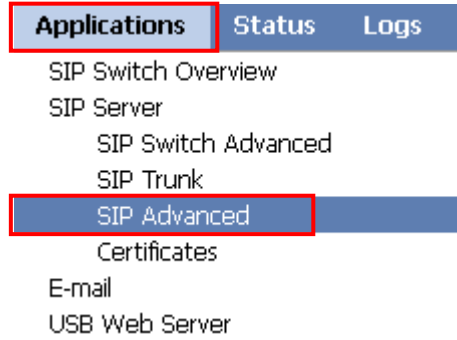 Applications Status Logs
SIP Switch Overview
SIP Server
SIP Switch Advanced
SIP Trunk
SIP Advanced
Certificates
E-mail
USB Web Server